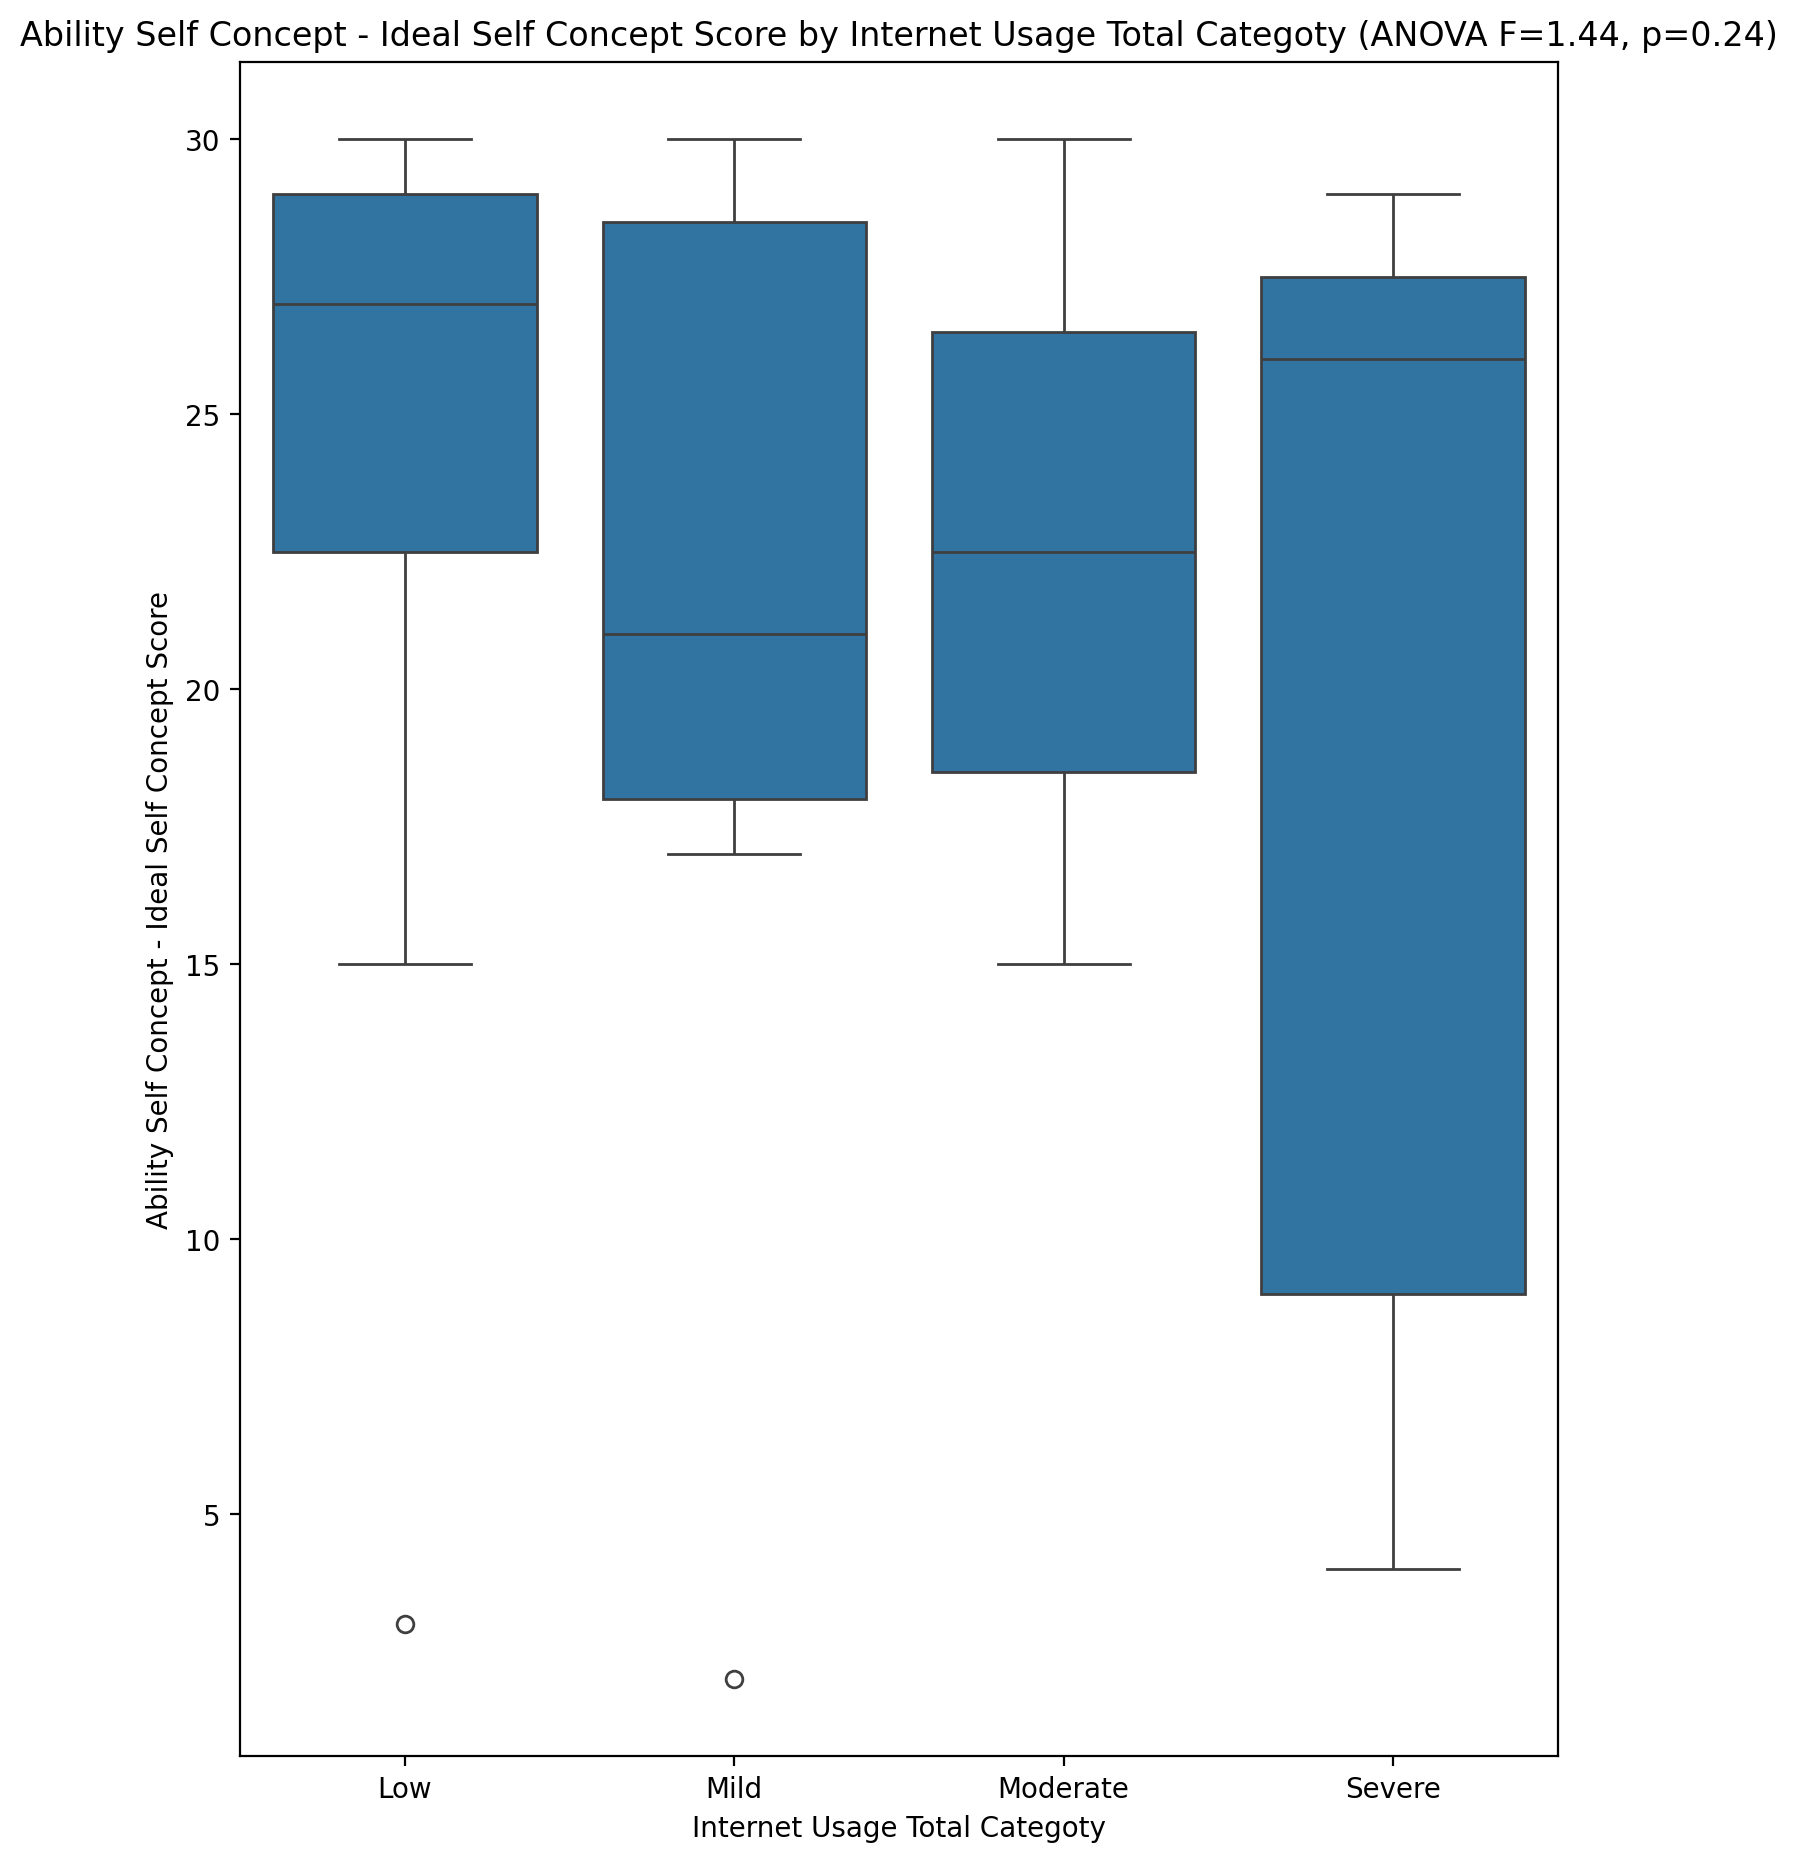 Ability Self Concept - Ideal Self Concept Score by Internet Usage Total Categoty (ANOVA F=1.44, p=0.24)
Ability Self Concept - Ideal Self Concept Score
30
25
20
15
10
5
Low Mild Moderate Severe
Internet Usage Total Categoty